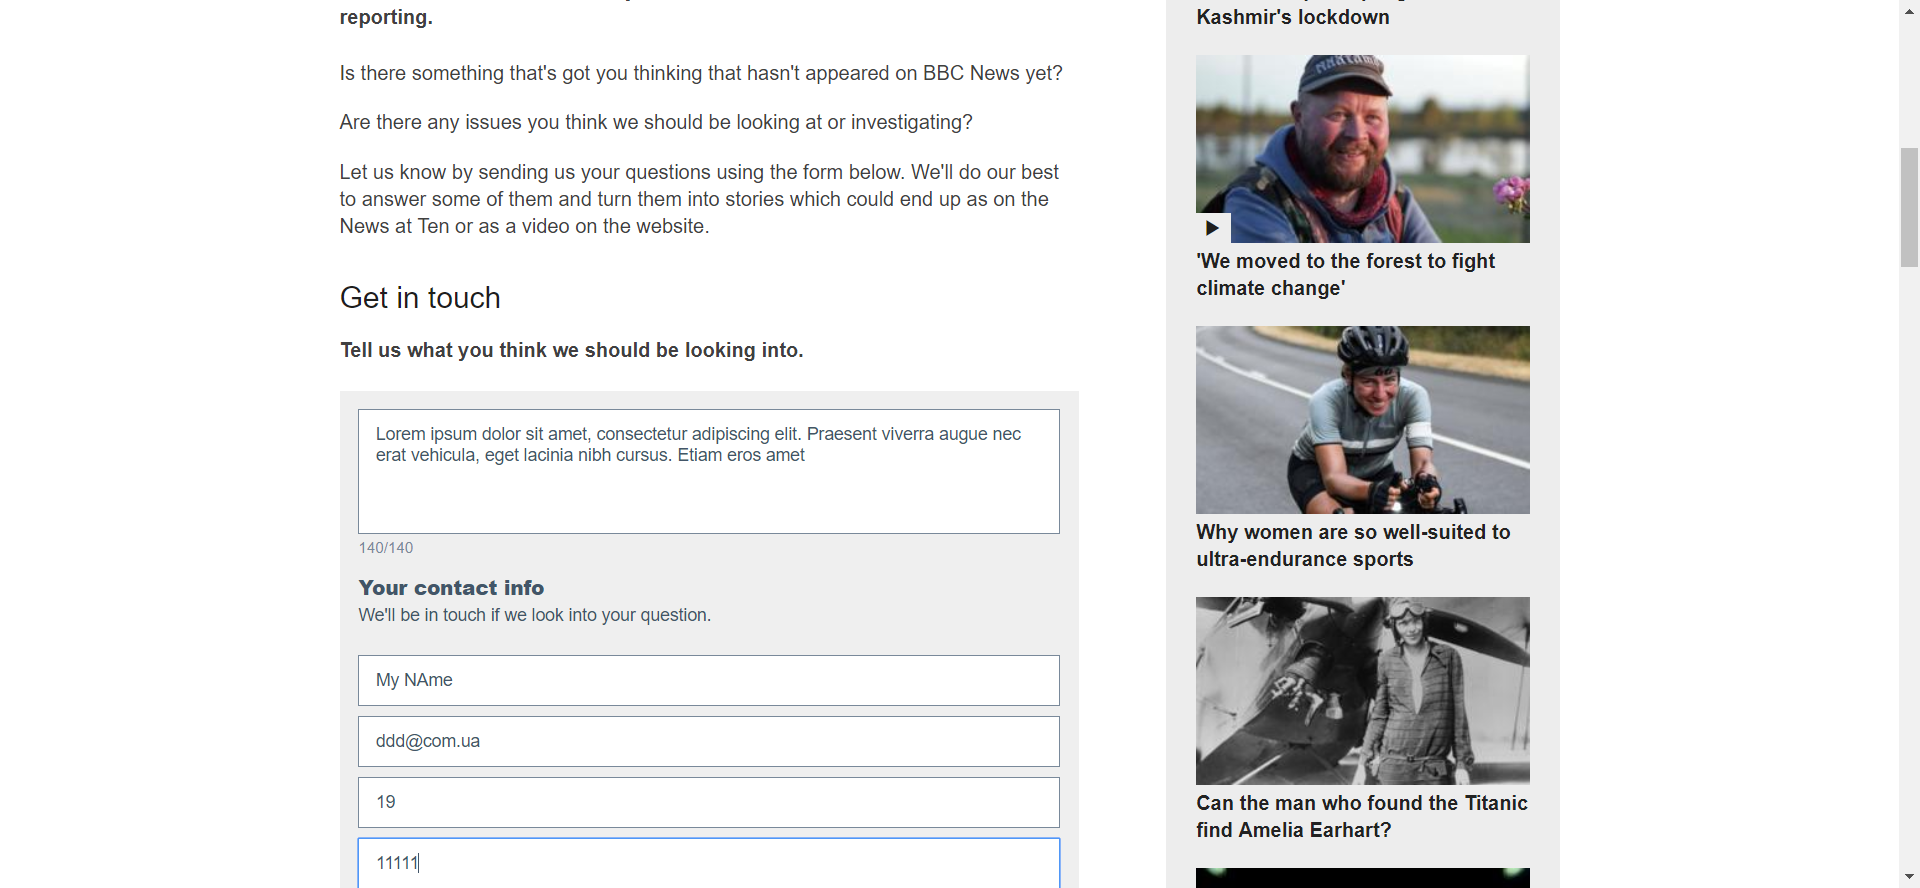 reporting.
Is there something that's got you thinking that hasn't appeared on BBC News yet?
Are there any issues you think we should be looking at or investigating?
Let us know by sending us your questions using the form below. We'll do our best
to answer some of them and turn them into stories which could end up as on the
News at Ten or as a video on the website.
Get in touch
Tell us what you think we should be looking into.
Lorem ipsum dolor sit amet, consectetur adipiscing elit. Praesent viverra augue nec
erat vehicula, eget lacinia nibh cursus. Etiam eros amet
140/140
Your contact info
We'll be in touch if we look into your question.
My NAme
ddd@com.ua
19
11111
Kashmir's lockdown
'We moved to the forest to fight
climate change'
Why women are so well-suited to
ultra-endurance sports
Can the man who found the Titanic
find Amelia Earhart?